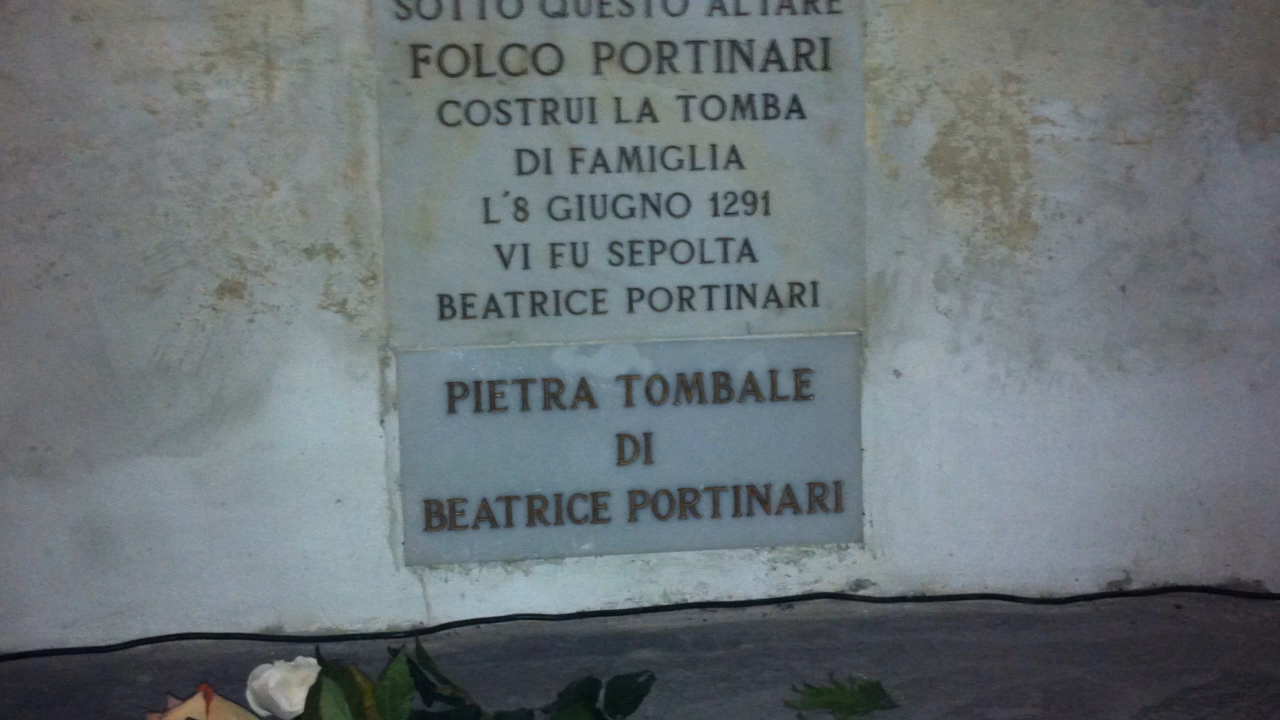 SOTTO QUESTO ALTARE
FOLCO PORTINARI
COSTRUI LA TOMBA
DI FAMIGLIA
L'8 GIUGNO 1291
VI FU SEPOLTA
BEATRICE PORTINARI
PIETRA TOMBALE
DI
BEATRICE PORTINARI